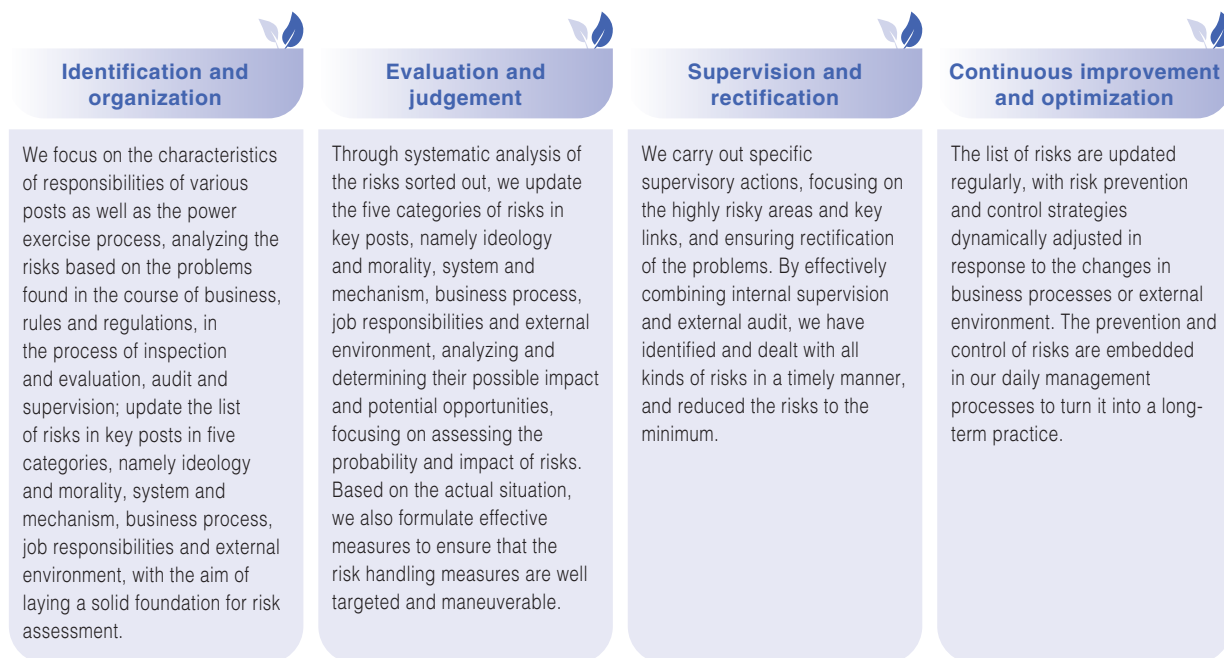 Identification and
organization
We focus on the characteristics
of responsibilities of various
posts as well as the power
exercise process, analyzing the
risks based on the problems
found in the course of business,
rules and regulations, in
the process of inspection
and evaluation, audit and
supervision; update the list
of risks in key posts in five
categories, namely ideology
and morality, system and
mechanism, business process,
job responsibilities and external
environment, with the aim of
laying a solid foundation for risk
assessment.
Evaluation and
judgement
Through systematic analysis of
the risks sorted out, we update
the five categories of risks in
key posts, namely ideology
and morality, system and
mechanism, business process,
job responsibilities and external
environment, analyzing and
determining their possible impact
and potential opportunities,
focusing on assessing the
probability and impact of risks.
Based on the actual situation,
we also formulate effective
measures to ensure that the
risk handling measures are well
targeted and maneuverable.
Supervision and
rectification
We carry out specific
supervisory actions, focusing on
the highly risky areas and key
links, and ensuring rectification
of the problems. By effectively
combining internal supervision
and external audit, we have
identified and dealt with all
kinds of risks in a timely manner,
and reduced the risks to the
minimum.
Continuous improvement
and optimization
The list of risks are updated
regularly, with risk prevention
and control strategies
dynamically adjusted in
response to the changes in
business processes or external
environment. The prevention and
control of risks are embedded
in our daily management
processes to turn it into a long-
term practice.